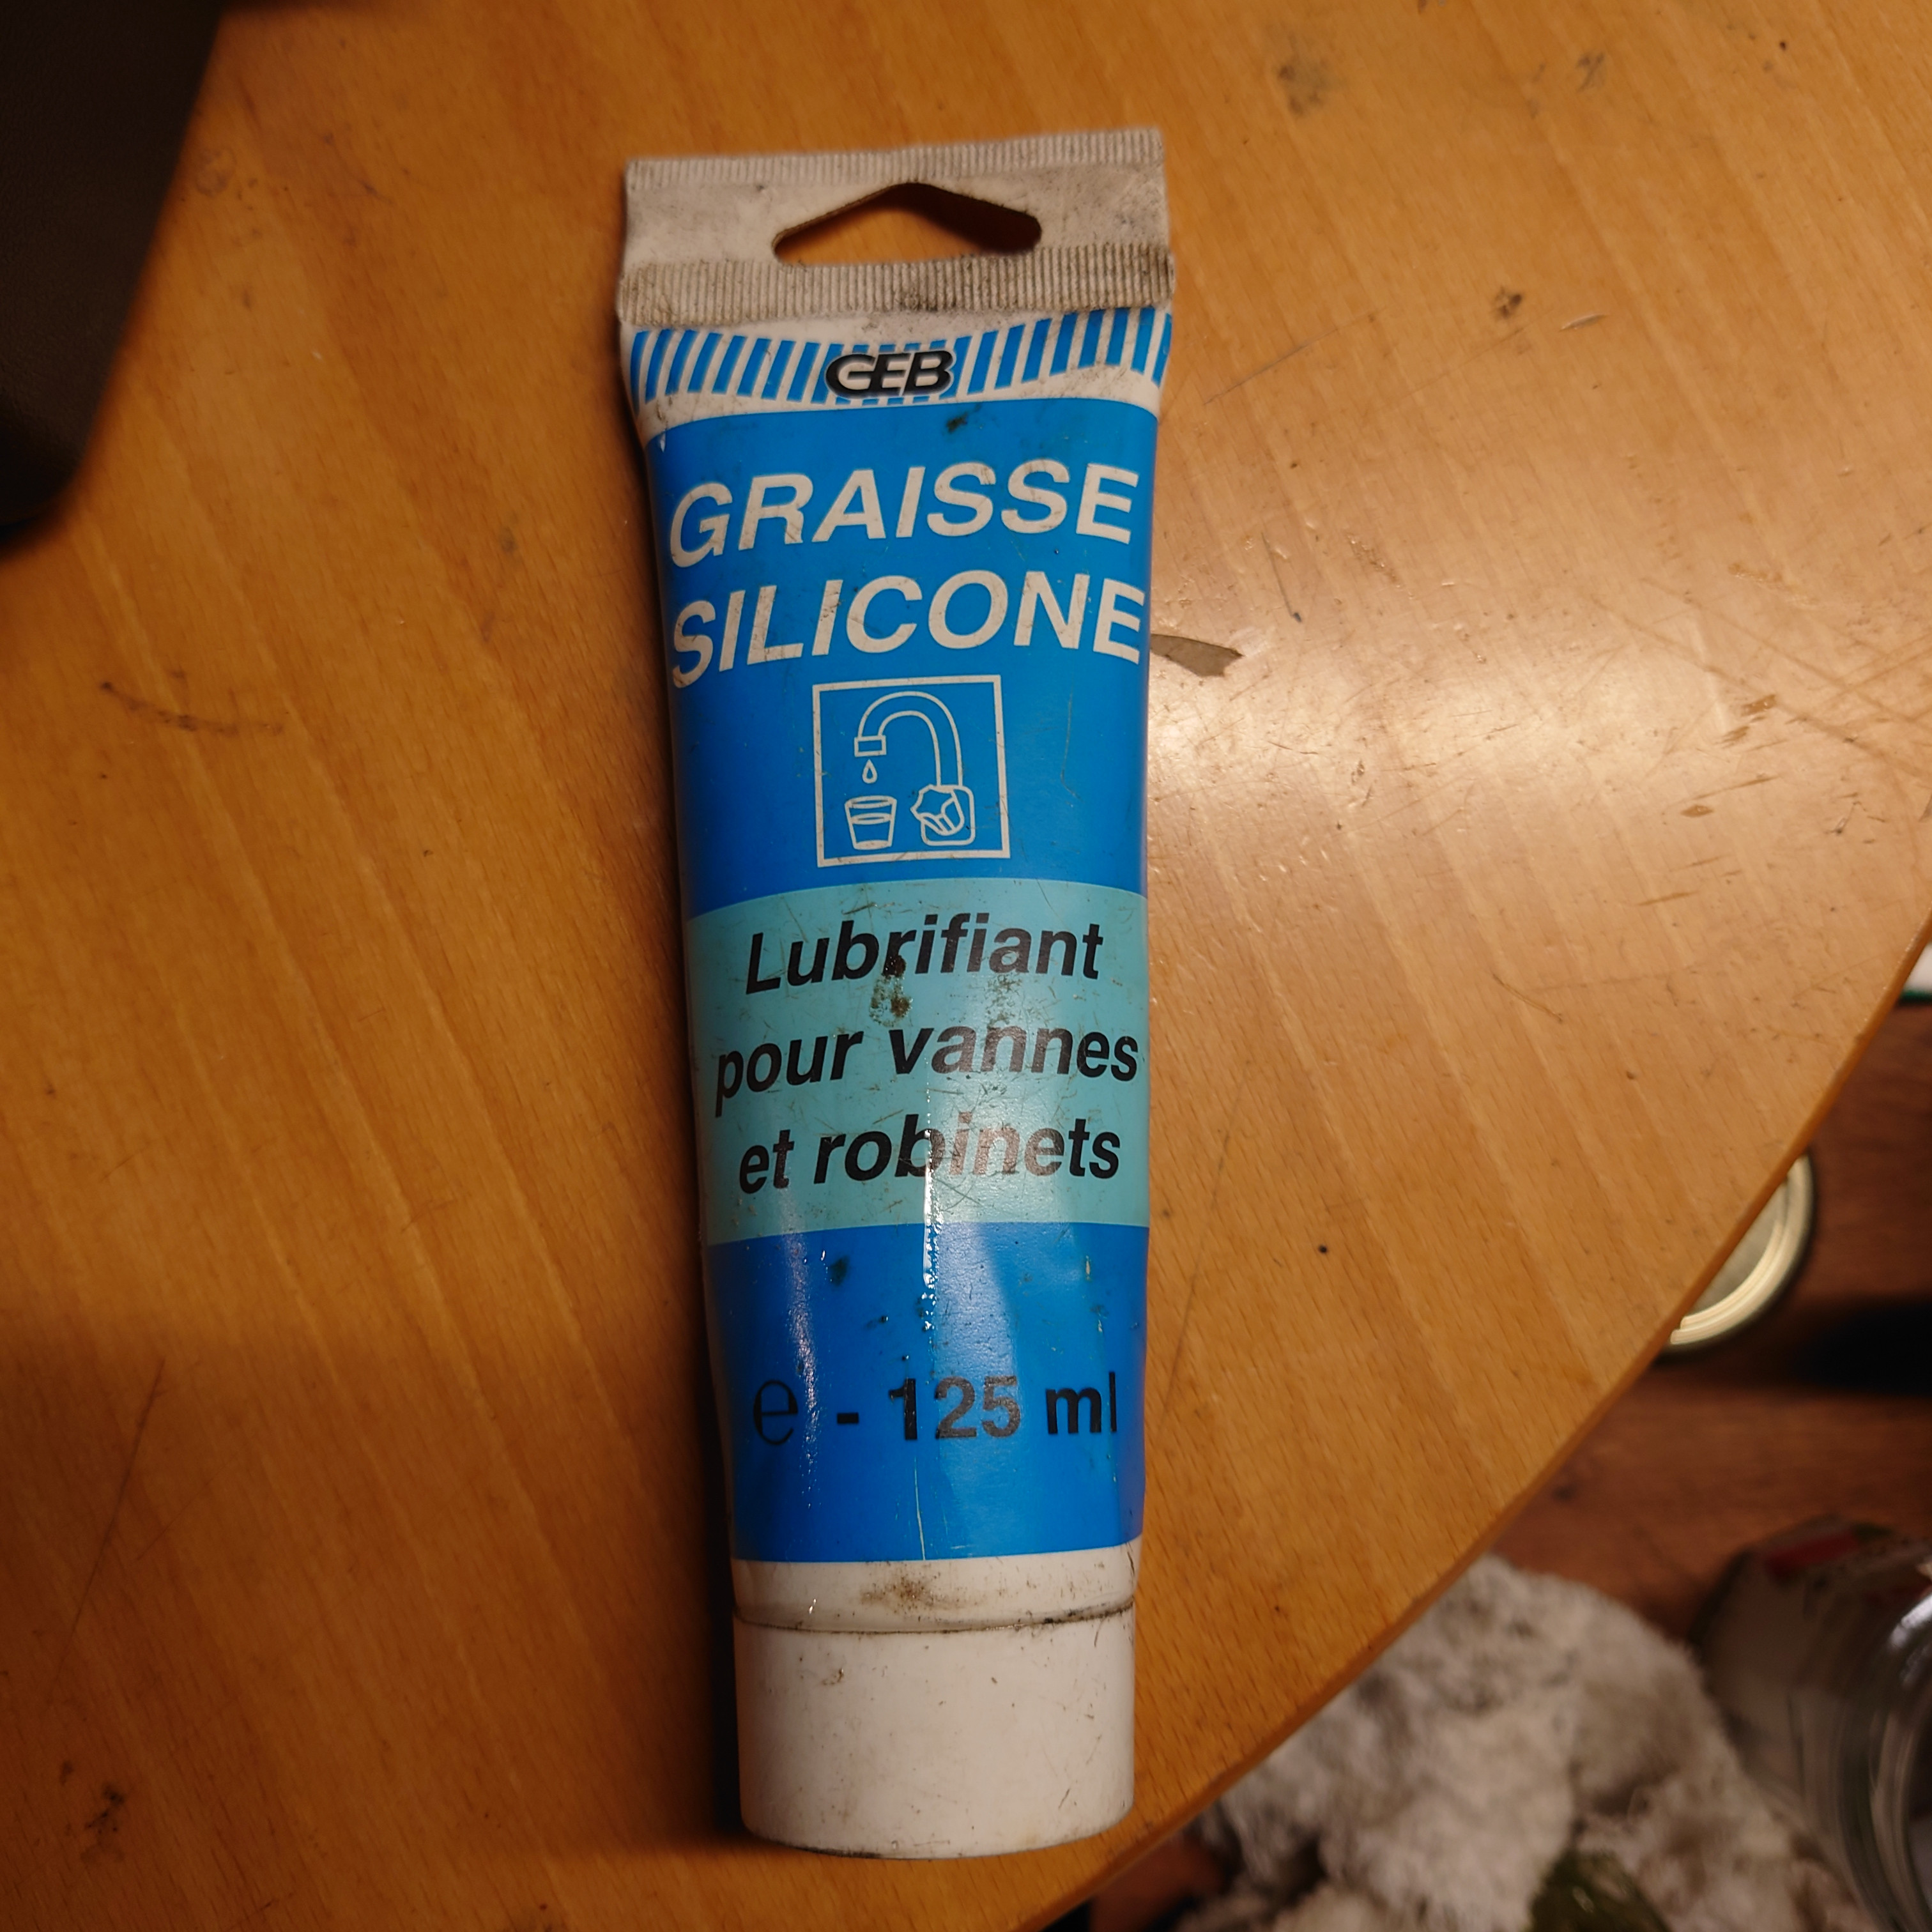 GEB
GRAISSE
SILICONE
Lubrifiant
pour vannes
et robinets
℮ - 125 ml